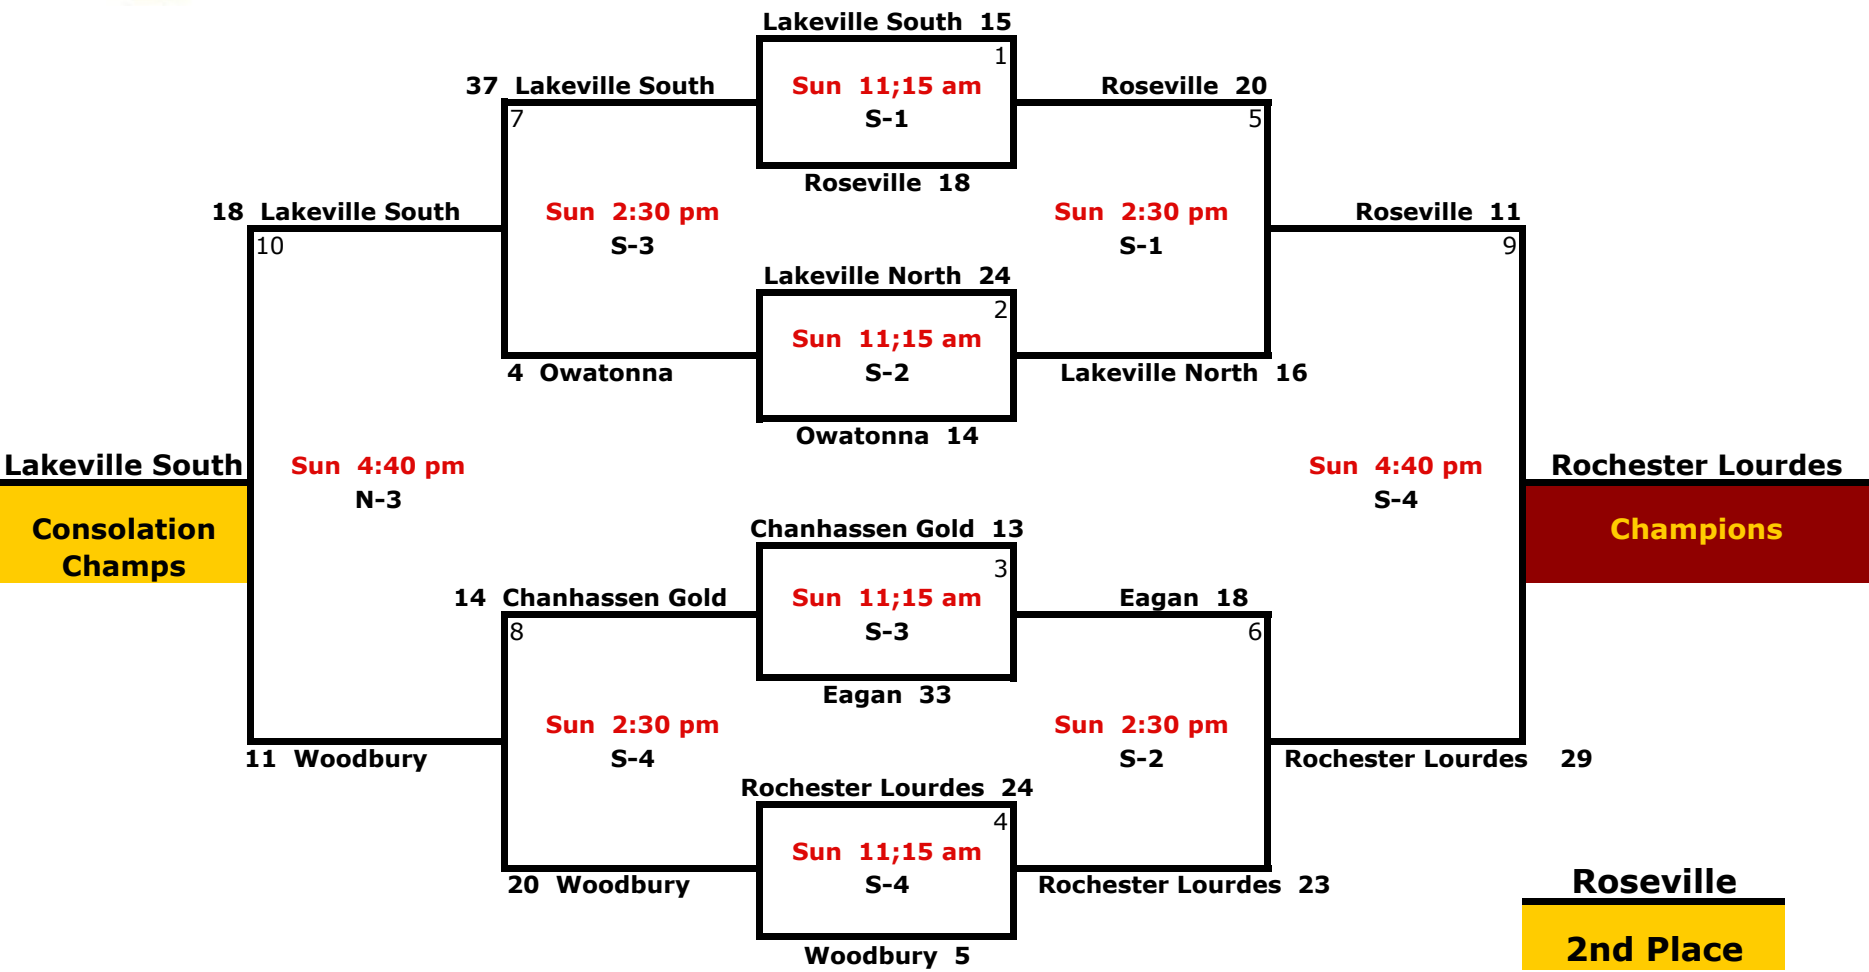 Lakeville South 15
1
37 Lakeville South
Sun 11;15 am
Roseville 20
7
S-1
5
Roseville 18
18 Lakeville South
Sun 2:30 pm
Sun 2:30 pm
Roseville 11
10
S-3
S-1
9
Lakeville North 24
2
Sun 11;15 am
4 Owatonna
S-2
Lakeville North 16
Owatonna 14
Lakeville South
Sun 4:40 pm
Sun 4:40 pm
Rochester Lourdes
N-3
S-4
Consolation
Champs
Champions
Chanhassen Gold 13
3
14 Chanhassen Gold
Sun 11;15 am
Eagan 18
8
S-3
6
Eagan 33
Sun 2:30 pm
Sun 2:30 pm
11 Woodbury
S-4
S-2
Rochester Lourdes 29
Rochester Lourdes 24
4
Sun 11;15 am
20 Woodbury
S-4
Rochester Lourdes 23
Roseville
Woodbury 5
2nd Place